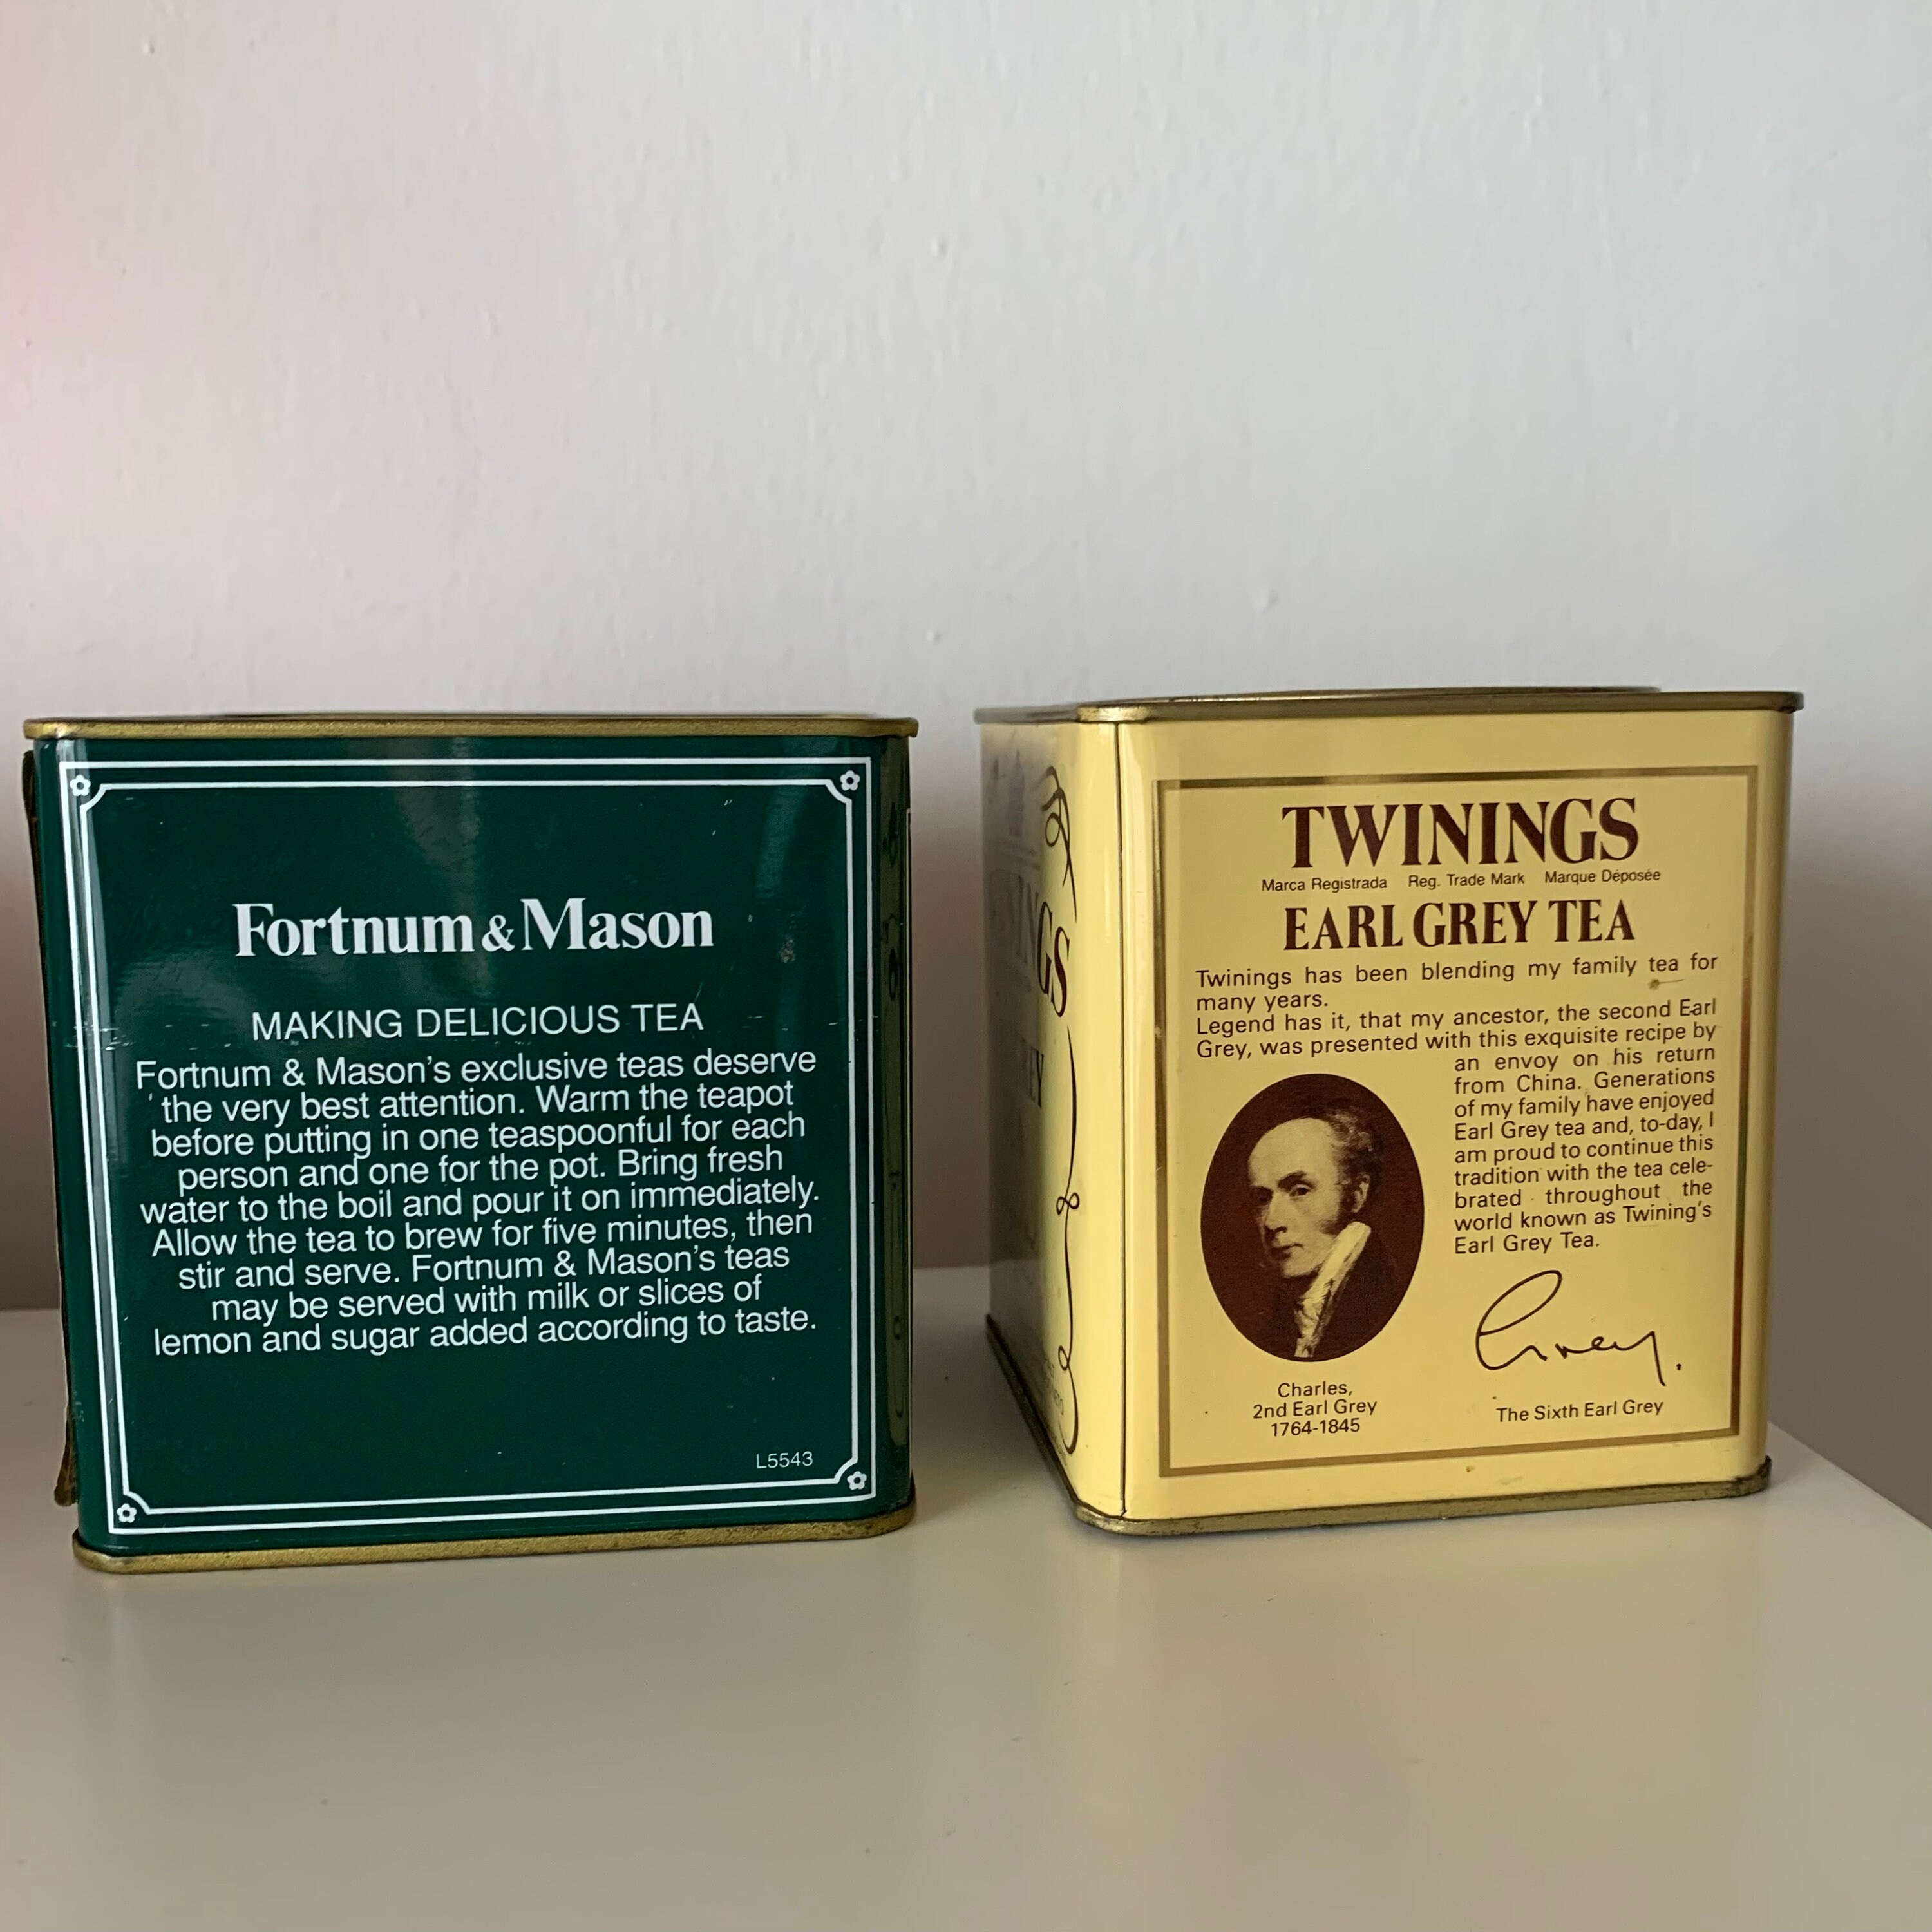 Fortnum & Mason
MAKING DELICIOUS TEA
Fortnum & Mason's exclusive teas deserve
the very best attention. Warm the teapot
before putting in one teaspoonful for each
person and one for the pot. Bring fresh
water to the boil and pour it on immediately.
Allow the tea to brew for five minutes, then
stir and serve. Fortnum & Mason's teas
may be served with milk or slices of
lemon and sugar added according to taste.
L5543
TWININGS
Marca Registrada Reg. Trade Mark Marque Déposée
EARL GREY TEA
Twinings has been blending my family tea for
many years.
Legend has it, that my ancestor, the second Earl
Grey, was presented with this exquisite recipe by
an envoy on his return
from China. Generations
of my family have enjoyed
Earl Grey tea and, to-day, I
am proud to continue this
tradition with the tea cele-
brated throughout the
world known as Twining's
Earl Grey Tea.
Grey.
The Sixth Earl Grey
Charles,
2nd Earl Grey
1764-1845